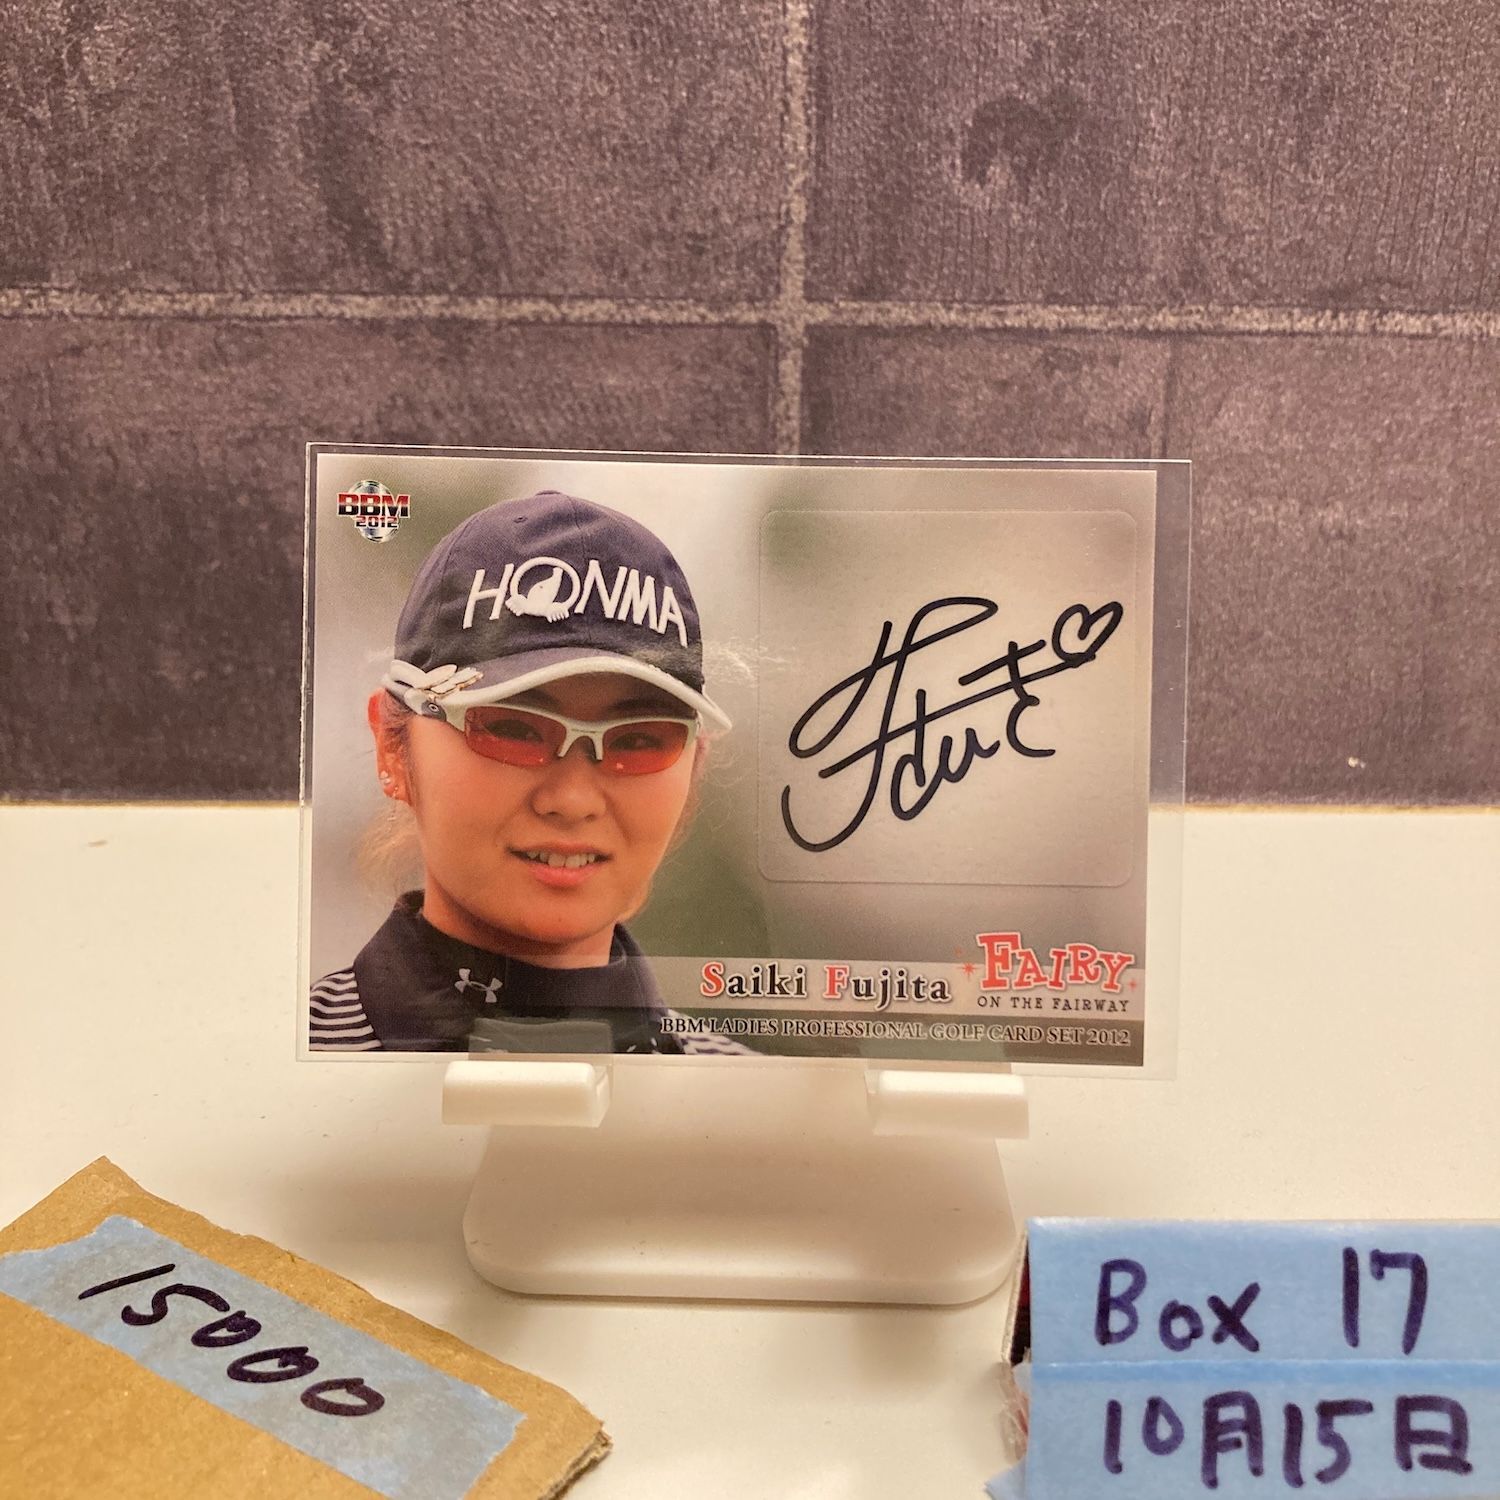 BBM
2012
HONMA
Saiki Fujita
FAIRY
ON THE FAIRWAY
BBM LADIES PROFESSIONAL GOLF CARD SET 2012
15000
Box 17
10月15日